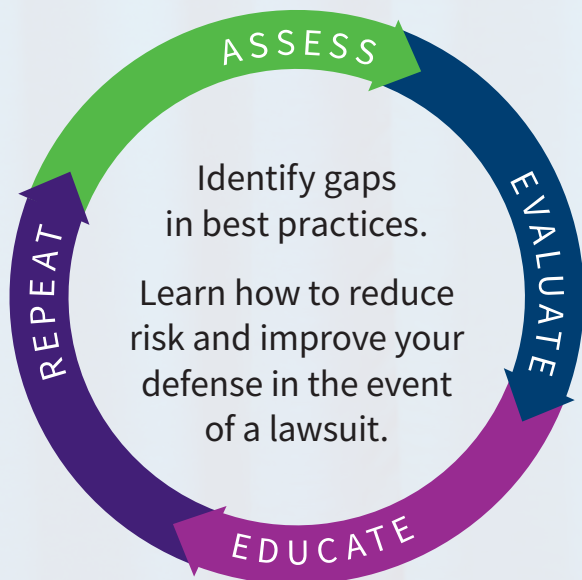 ASSESS
EVALUATE
EDUCATE
REPEAT
Identify gaps
in best practices.
Learn how to reduce
risk and improve your
defense in the event
of a lawsuit.